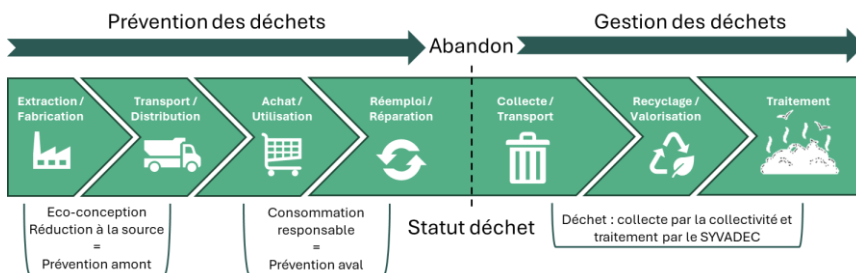 Prévention des déchets
Gestion des déchets
Abandon
Extraction /
Fabrication
Transport /
Distribution
Achat /
Utilisation
Réemploi /
Réparation
Collecte /
Transport
Recyclage /
Valorisation
Traitement
Eco-conception
Réduction à la source
=
Prévention amont
Consommation
responsable
=
Prévention aval
Statut déchet
Déchet : collecte par la collectivité et
traitement par le SYVADEC